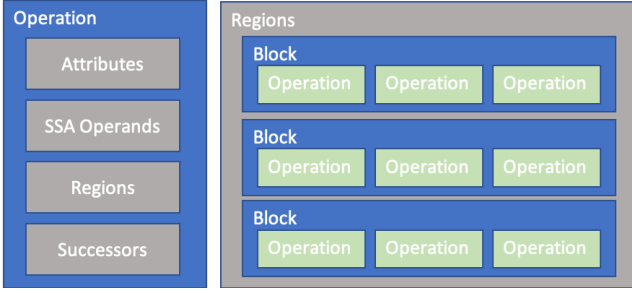 Operation
Attributes
SSA Operands
Regions
Successors
Regions
Block
Operation Operation Operation
Block
Operation Operation Operation
Block
Operation Operation Operation